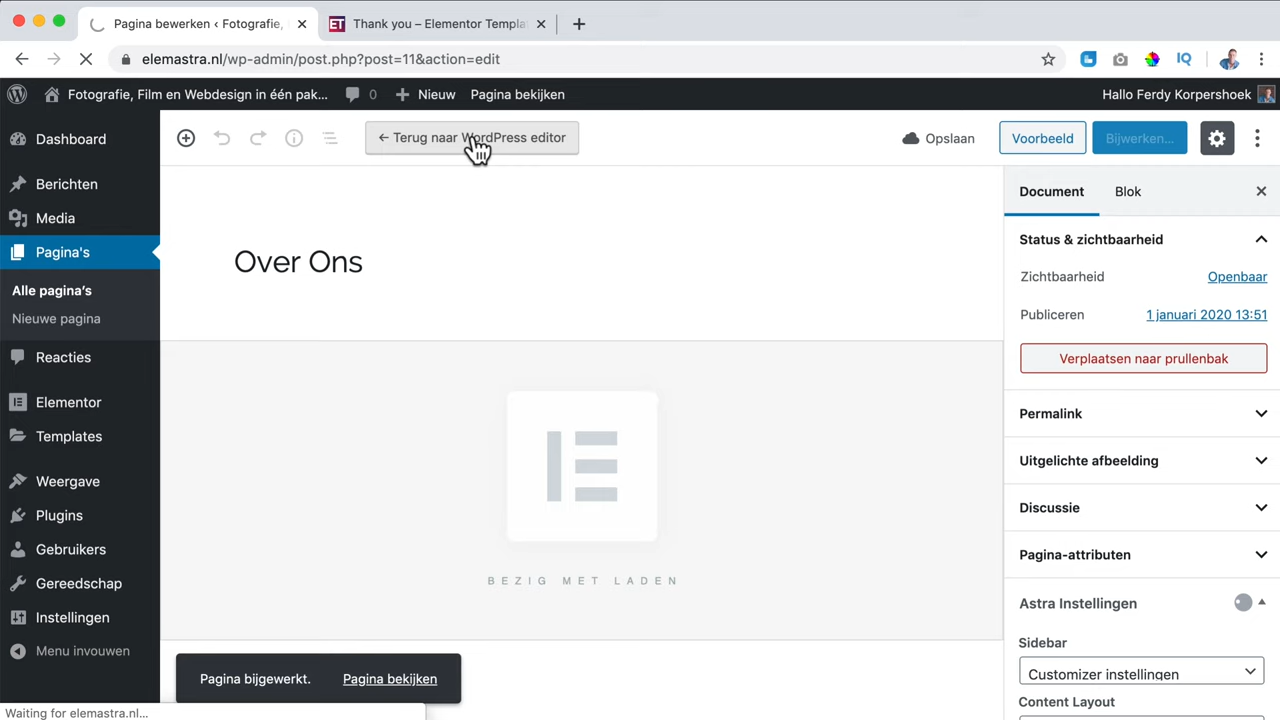 Pagina bewerken ‹ Fotografie,
ET
Thank you – Elementor Templa
elemastra.nl/wp-admin/post.php?post=11&action=edit
IQ
Fotografie, Film en Webdesign in één pak...
0
Nieuw
Pagina bekijken
Hallo Ferdy Korpershoek
Dashboard
Berichten
Media
Pagina's
Alle pagina's
Nieuwe pagina
Reacties
Elementor
Templates
Weergave
Plugins
Gebruikers
Gereedschap
Instellingen
Menu invouwen
← Terug naar WordPress editor
Opslaan
Voorbeeld
Bijwerken...
Over Ons
BEZIG MET LADEN
Pagina bijgewerkt.
Pagina bekijken
Document
Blok
Status & zichtbaarheid
Zichtbaarheid
Openbaar
Publiceren
1 januari 2020 13:51
Verplaatsen naar prullenbak
Permalink
Uitgelichte afbeelding
Discussie
Pagina-attributen
Astra Instellingen
Sidebar
Customizer instellingen
Content Layout
Waiting for elemastra.nl...